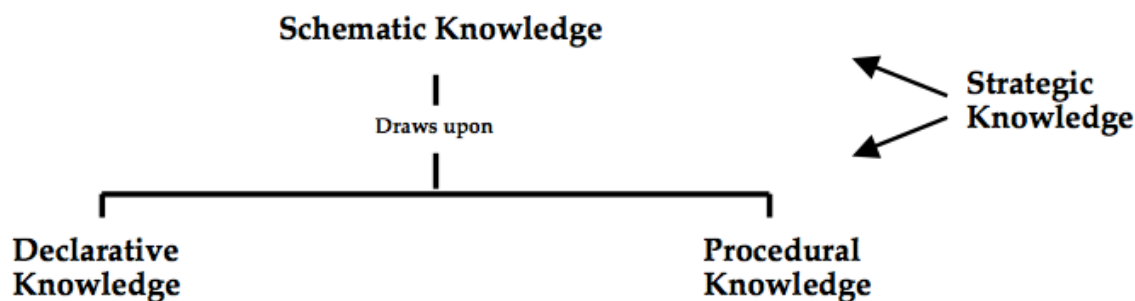 Schematic Knowledge
Strategic
Knowledge
Draws upon
Declarative
Knowledge
Procedural
Knowledge